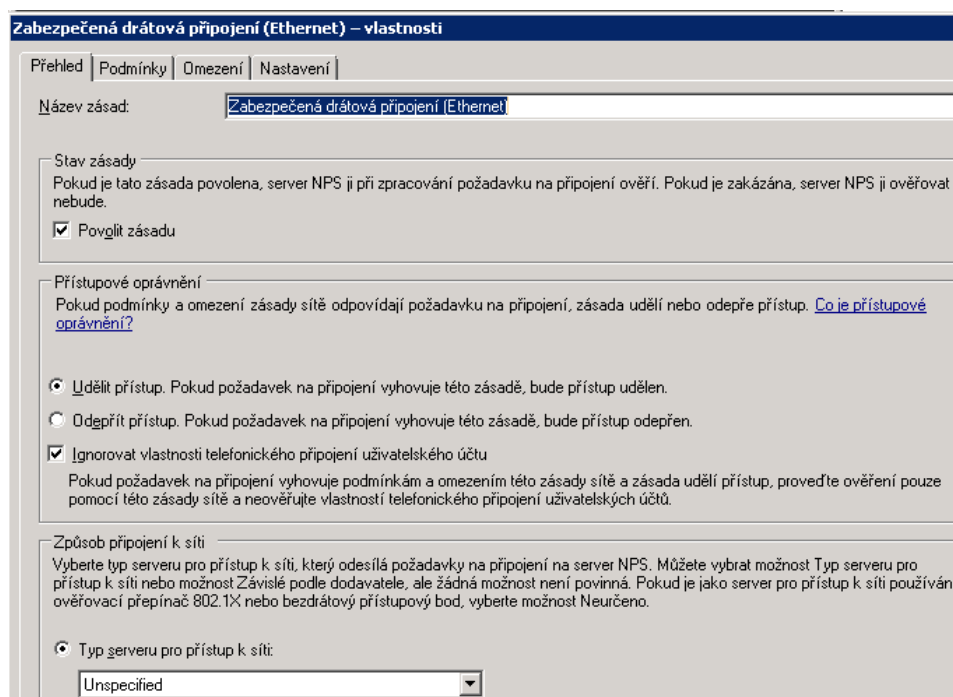 Zabezpečená drátová připojení (Ethernet) – vlastnosti
Přehled Podmínky Omezení Nastavení
Název zásad: Zabezpečená drátová připojení (Ethernet)
Stav zásady
Pokud je tato zásada povolena, server NPS ji při zpracování požadavku na připojení ověří. Pokud je zakázána, server NPS ji ověřovat
nebude.
Povolit zásadu
Přístupové oprávnění
Pokud podmínky a omezení zásady sítě odpovídají požadavku na připojení, zásada udělí nebo odepře přístup. Co je přístupové
oprávnění?
Udělit přístup. Pokud požadavek na připojení vyhovuje této zásadě, bude přístup udělen.
Odepřít přístup. Pokud požadavek na připojení vyhovuje této zásadě, bude přístup odepřen.
Ignorovat vlastnosti telefonického připojení uživatelského účtu
Pokud požadavek na připojení vyhovuje podmínkám a omezením této zásady sítě a zásada udělí přístup, proveďte ověření pouze
pomocí této zásady sítě a neověřujte vlastností telefonického připojení uživatelských účtů.
Způsob připojení k síti
Vyberte typ serveru pro přístup k síti, který odesílá požadavky na připojení na server NPS. Můžete vybrat možnost Typ serveru pro
přístup k síti nebo možnost Závislé podle dodavatele, ale žádná možnost není povinná. Pokud je jako server pro přístup k síti používán
ověřovací přepínač 802.1X nebo bezdrátový přístupový bod, vyberte možnost Neurčeno.
Typ serveru pro přístup k síti:
Unspecified